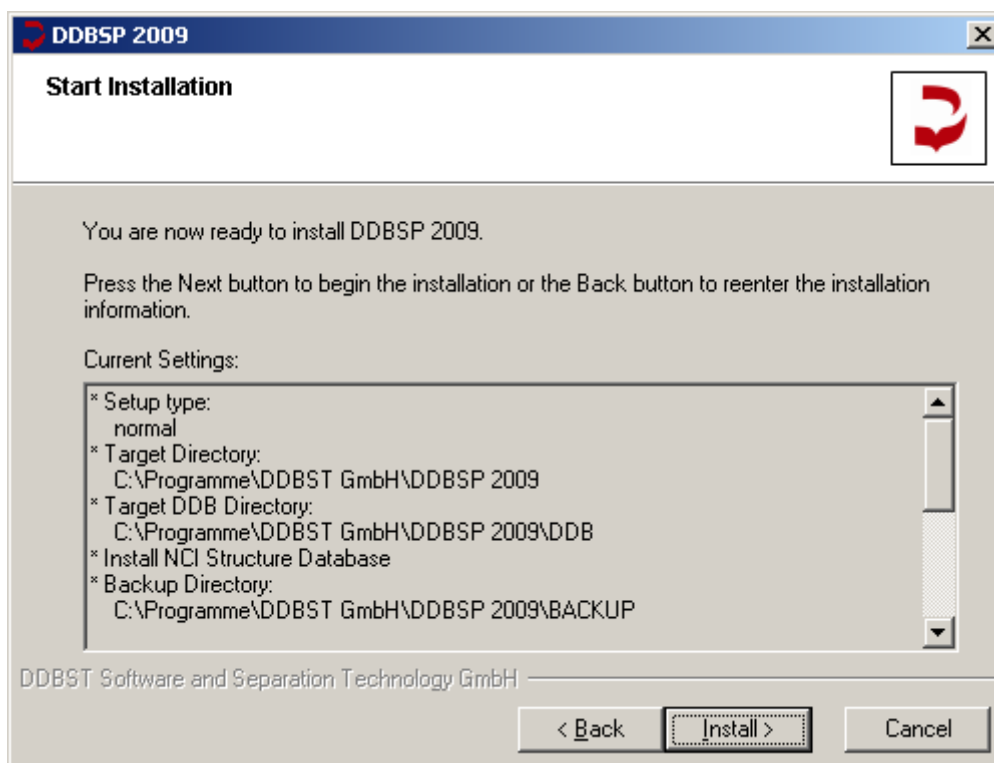 DDBSP 2009
Start Installation
You are now ready to install DDBSP 2009.
Press the Next button to begin the installation or the Back button to reenter the installation
information.
Current Settings:
* Setup type:
normal
* Target Directory:
C:\Programme\DDBST GmbH\DDBSP 2009
* Target DDB Directory:
C:\Programme\DDBST GmbH\DDBSP 2009\DDB
* Install NCI Structure Database
* Backup Directory:
C:\Programme\DDBST GmbH\DDBSP 2009\BACKUP
DDBST Software and Separation Technology GmbH
< Back Install > Cancel